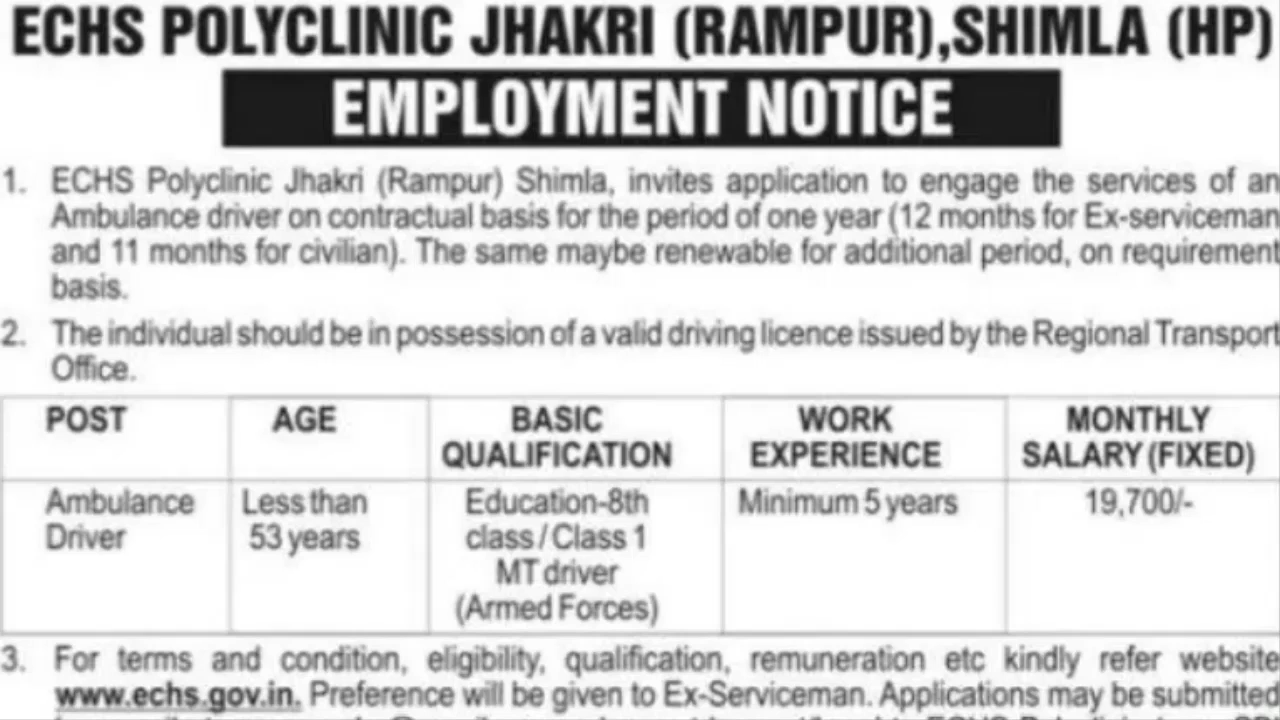 ECHS POLYCLINIC JHAKRI (RAMPUR),SHIMLA (HP)
EMPLOYMENT NOTICE
1. ECHS Polyclinic Jhakri (Rampur) Shimla, invites application to engage the services of an
Ambulance driver on contractual basis for the period of one year (12 months for Ex-serviceman
and 11 months for civilian). The same maybe renewable for additional period, on requirement
basis.
2. The individual should be in possession of a valid driving licence issued by the Regional Transport
Office.
POST AGE BASIC QUALIFICATION WORK EXPERIENCE MONTHLY SALARY (FIXED)
Ambulance Less than Education-8th Minimum 5 years 19,700/-
Driver 53 years class / Class 1
MT driver
(Armed Forces)
3. For terms and condition, eligibility, qualification, remuneration etc kindly refer website
www.echs.gov.in. Preference will be given to Ex-Serviceman. Applications may be submitted